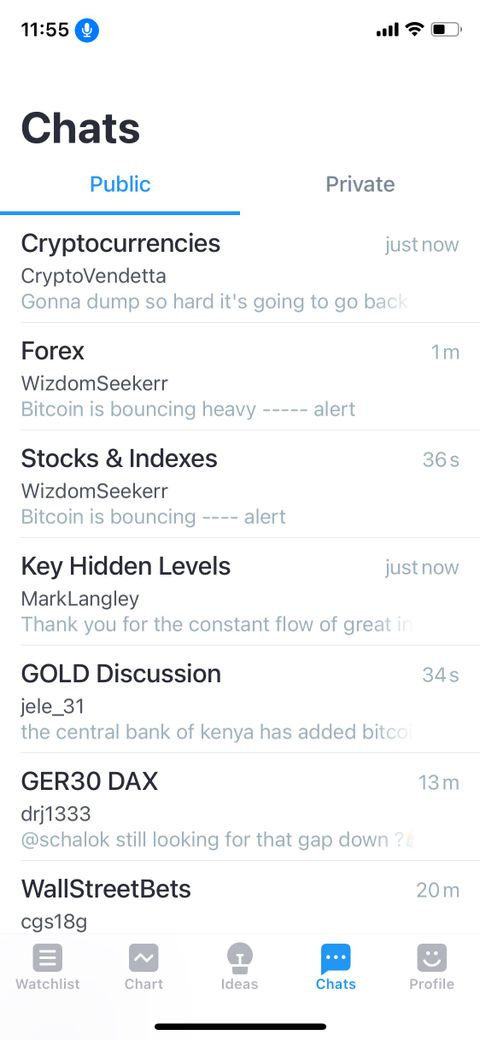 11:55
Chats
Public Private
Cryptocurrencies just now
CryptoVendetta
Gonna dump so hard it's going to go back
Forex 1 m
WizdomSeekerr
Bitcoin is bouncing heavy ----- alert
Stocks & Indexes 36 s
WizdomSeekerr
Bitcoin is bouncing ---- alert
Key Hidden Levels just now
MarkLangley
Thank you for the constant flow of great in
GOLD Discussion 34 s
jele_31
the central bank of kenya has added bitcoi
GER30 DAX 13 m
drj1333
@schalok still looking for that gap down ?
WallStreetBets 20 m
cgs18g
Watchlist Chart Ideas Chats Profile